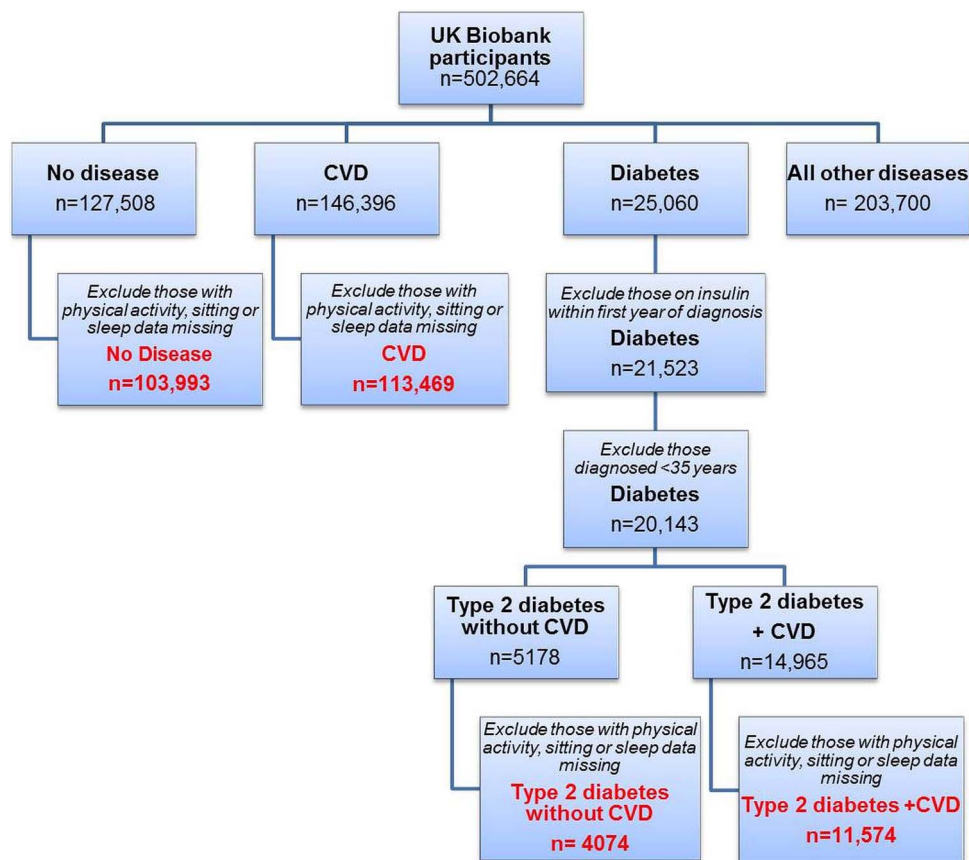 UK Biobank
participants
n=502,664
No disease
n=127,508
CVD
n=146,396
Diabetes
n=25,060
All other diseases
n= 203,700
Exclude those with
physical activity, sitting or
sleep data missing
No Disease
n=103,993
Exclude those with
physical activity, sitting or
sleep data missing
CVD
n=113,469
Exclude those on insulin
within first year of diagnosis
Diabetes
n=21,523
Exclude those
diagnosed <35 years
Diabetes
n=20,143
Type 2 diabetes
without CVD
n=5178
Type 2 diabetes
+ CVD
n=14,965
Exclude those with physical
activity, sitting or sleep data
missing
Type 2 diabetes
without CVD
n= 4074
Exclude those with physical
activity, sitting or sleep data
missing
Type 2 diabetes +CVD
n=11,574